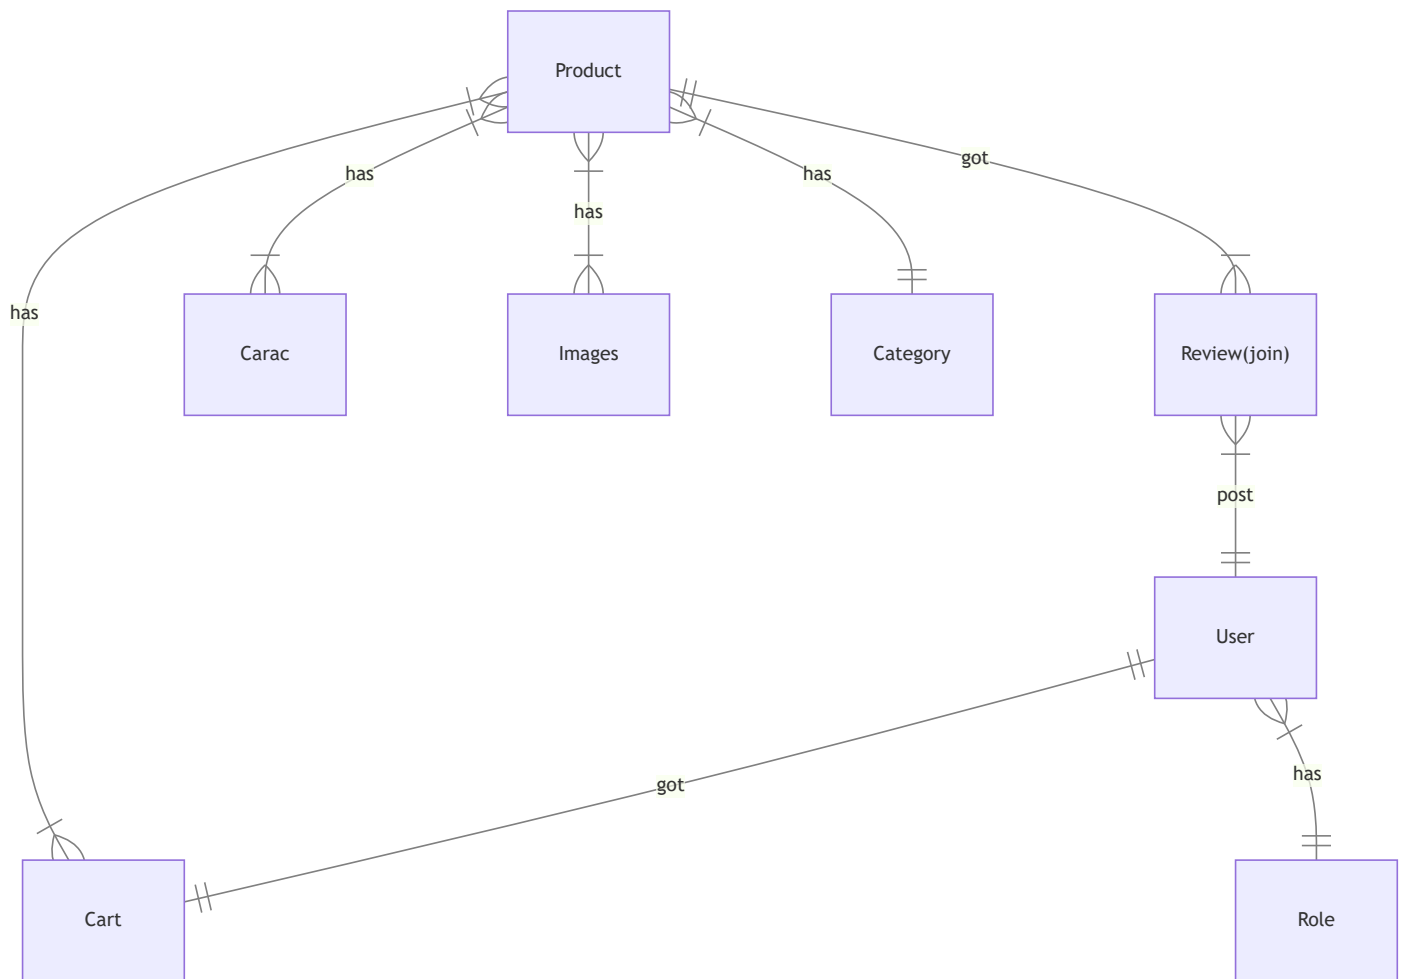 Product
got
has
has
has
has
Carac
Images
Category
Review(join)
post
User
has
got
Cart
Role